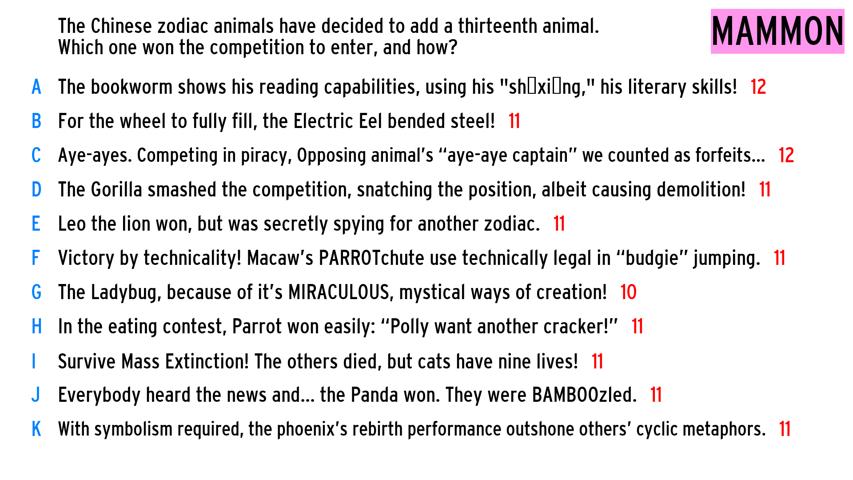 The Chinese zodiac animals have decided to add a thirteenth animal.
Which one won the competition to enter, and how?
MAMMON
A The bookworm shows his reading capabilities, using his "sh▯xi▯ng," his literary skills! 12
B For the wheel to fully fill, the Electric Eel bended steel! 11
C Aye-ayes. Competing in piracy, Opposing animal’s “aye-aye captain” we counted as forfeits... 12
D The Gorilla smashed the competition, snatching the position, albeit causing demolition! 11
E Leo the lion won, but was secretly spying for another zodiac. 11
F Victory by technicality! Macaw’s PARROTchute use technically legal in “budgie” jumping. 11
G The Ladybug, because of it’s MIRACULOUS, mystical ways of creation! 10
H In the eating contest, Parrot won easily: “Polly want another cracker!” 11
I Survive Mass Extinction! The others died, but cats have nine lives! 11
J Everybody heard the news and... the Panda won. They were BAMBOOzled. 11
K With symbolism required, the phoenix’s rebirth performance outshone others’ cyclic metaphors. 11